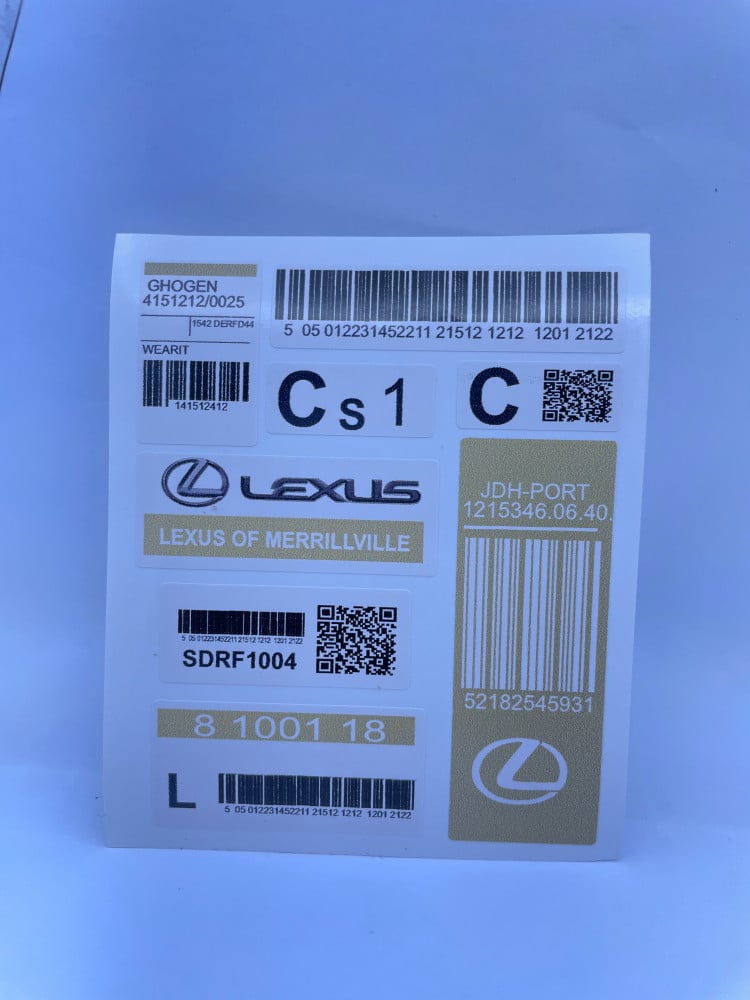 GHOGEN
4151212/0025
1542 DERFD44
WEARIT
141512412
5 05 012231452211 21512 1212 1201 2122
C s 1
C
LEXUS
LEXUS OF MERRILLVILLE
5 05 012231452211 21512 1212 1201 2122
SDRF1004
8 1001 18
L
5 05 012231452211 21512 1212 1201 2122
JDH-PORT
1215346.06.40.
52182545931